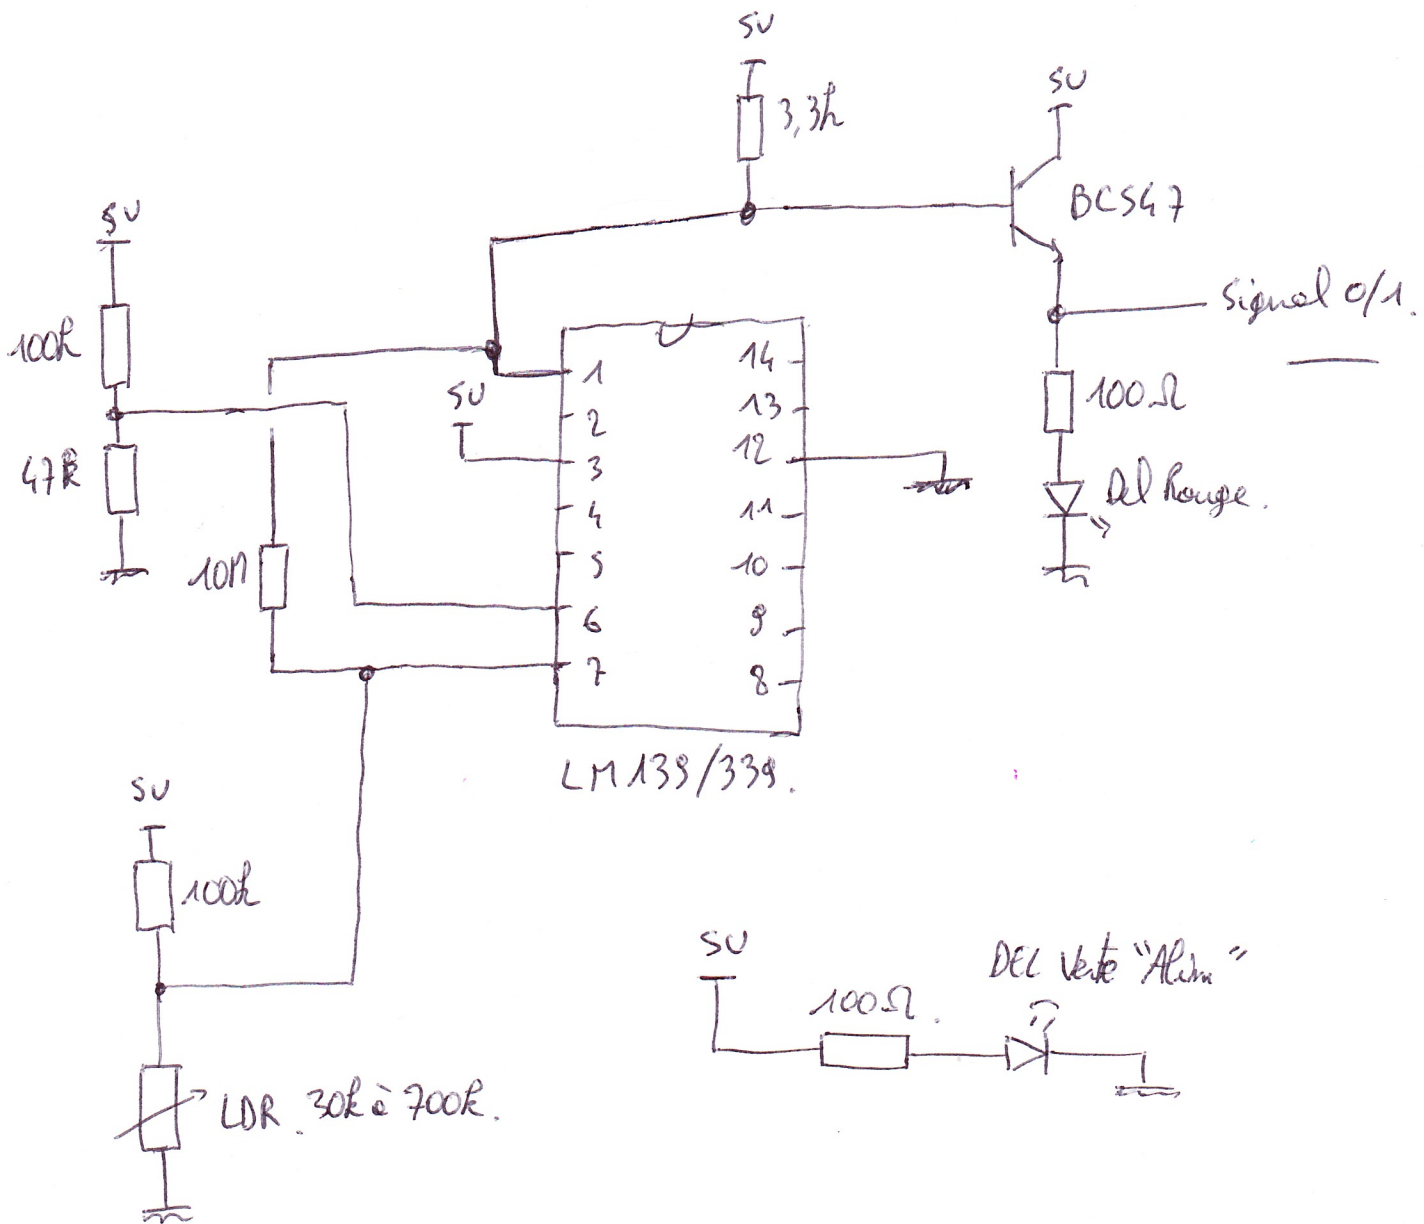 5V
3,3k
5V
BC547
Signal 0/1.
100Ω
Del Rouge.
5V
100k
47k
10M
5V
1
2
3
4
5
6
7
14
13
12
11
10
9
8
LM139/339.
5V
100k
LDR. 30k à 700k.
5V
100Ω.
DEL Verte "Alim"